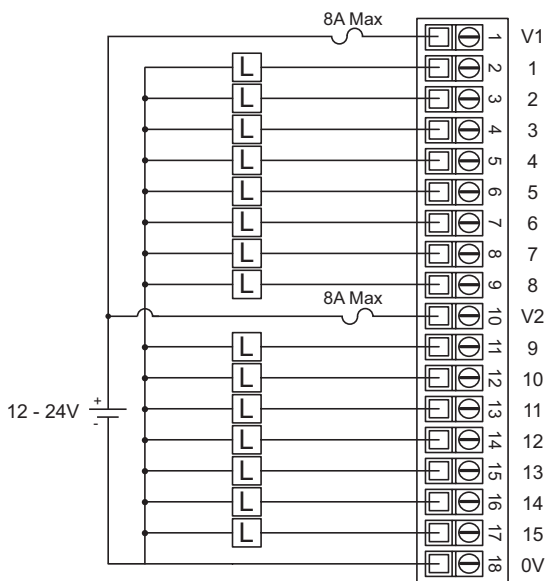 8A Max
1 V1
L 2 1
L 3 2
L 4 3
L 5 4
L 6 5
L 7 6
L 8 7
L 9 8
8A Max
10 V2
L 11 9
L 12 10
12 - 24V + - L 13 11
L 14 12
L 15 13
L 16 14
L 17 15
18 0V